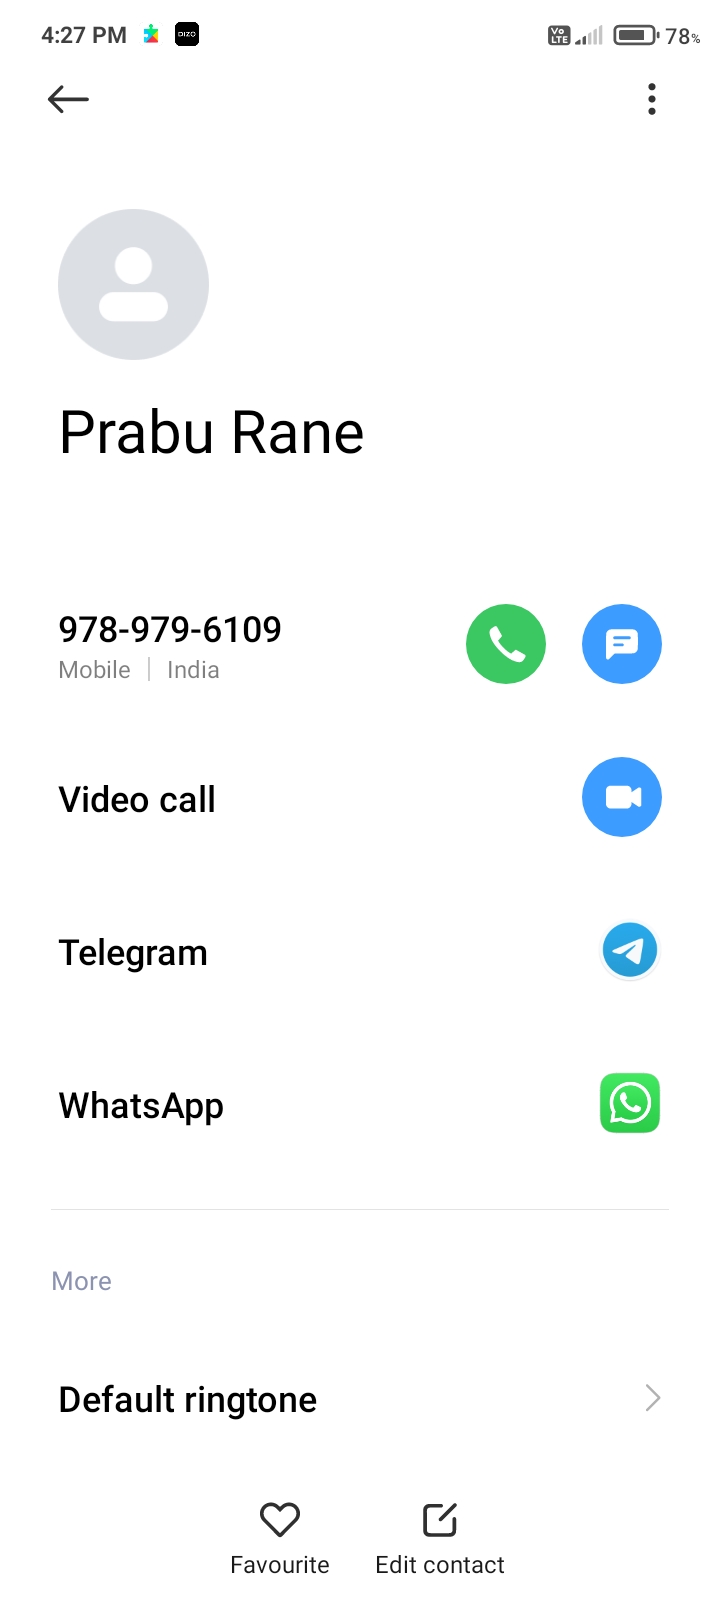 4:27 PM DIZO Vo LTE 78%
Prabu Rane
978-979-6109
Mobile | India
Video call
Telegram
WhatsApp
More
Default ringtone
Favourite Edit contact